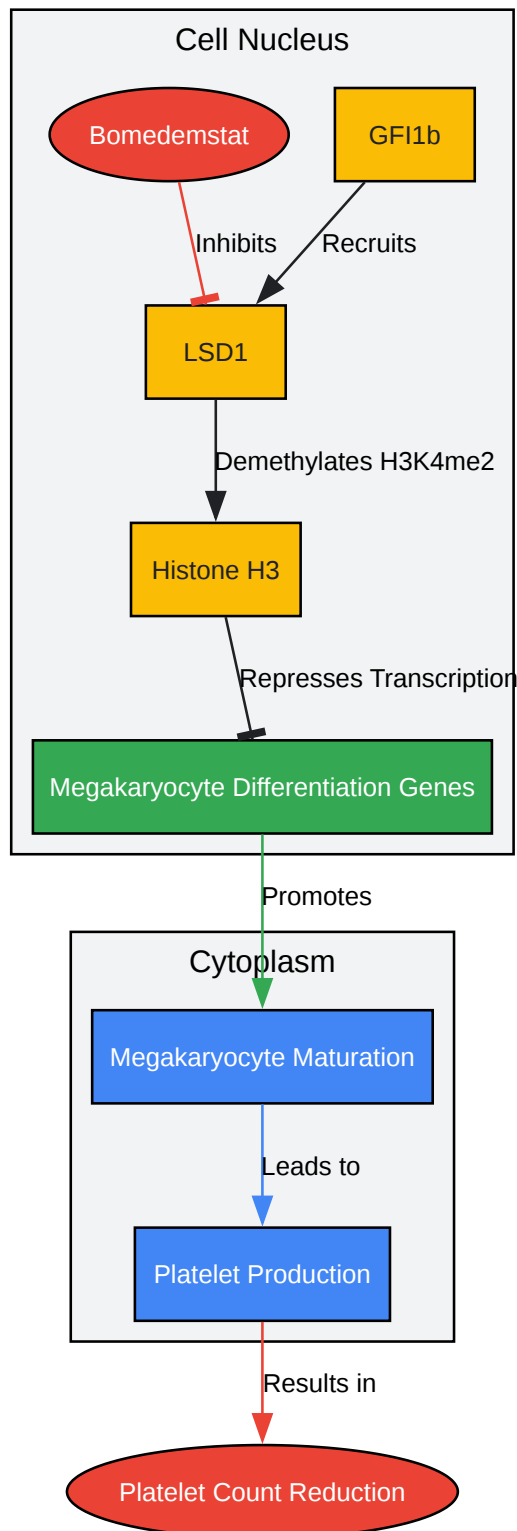 Cell Nucleus
Bomedemstat
GFI1b
Inhibits
Recruits
LSD1
Demethylates H3K4me2
Histone H3
Represses Transcription
Megakaryocyte Differentiation Genes
Promotes
Cytoplasm
Megakaryocyte Maturation
Leads to
Platelet Production
Results in
Platelet Count Reduction